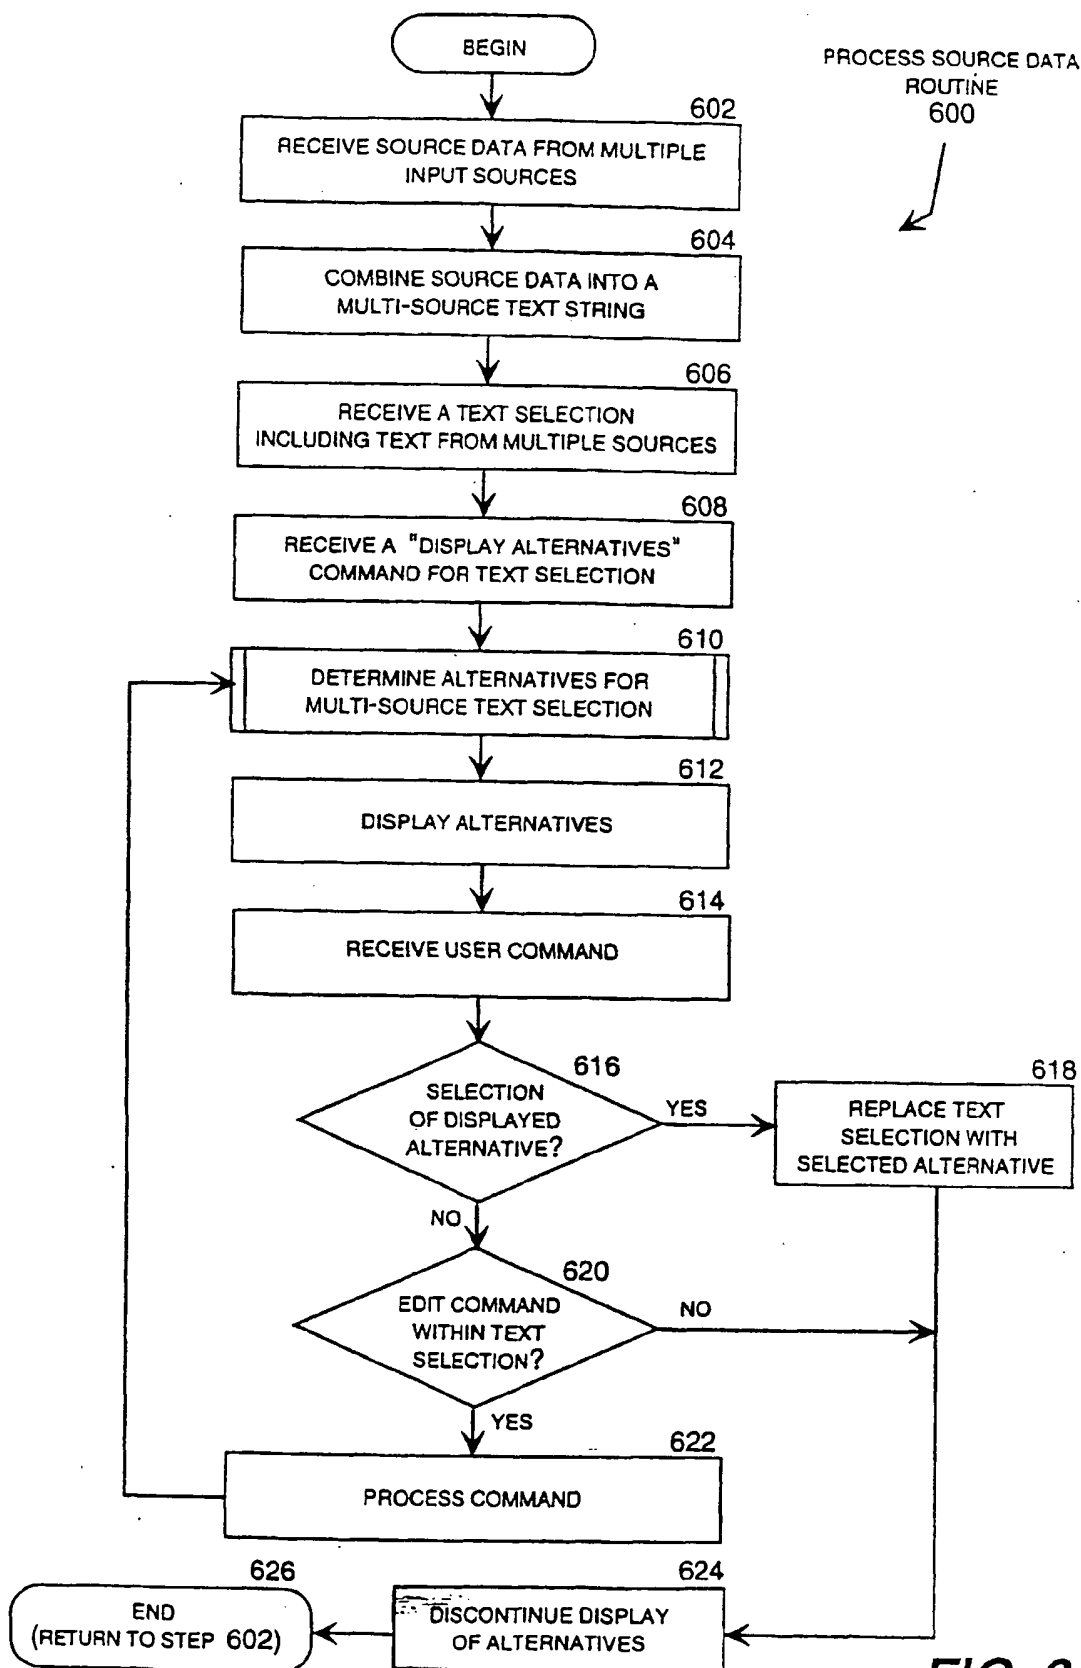 BEGIN
PROCESS SOURCE DATA
ROUTINE
600
602
RECEIVE SOURCE DATA FROM MULTIPLE
INPUT SOURCES
604
COMBINE SOURCE DATA INTO A
MULTI-SOURCE TEXT STRING
606
RECEIVE A TEXT SELECTION
INCLUDING TEXT FROM MULTIPLE SOURCES
608
RECEIVE A "DISPLAY ALTERNATIVES"
COMMAND FOR TEXT SELECTION
610
DETERMINE ALTERNATIVES FOR
MULTI-SOURCE TEXT SELECTION
612
DISPLAY ALTERNATIVES
614
RECEIVE USER COMMAND
616
SELECTION
OF DISPLAYED
ALTERNATIVE?
YES
618
REPLACE TEXT
SELECTION WITH
SELECTED ALTERNATIVE
NO
620
EDIT COMMAND
WITHIN TEXT
SELECTION?
NO
YES
622
PROCESS COMMAND
626
END
(RETURN TO STEP 602)
624
DISCONTINUE DISPLAY
OF ALTERNATIVES
FIG.